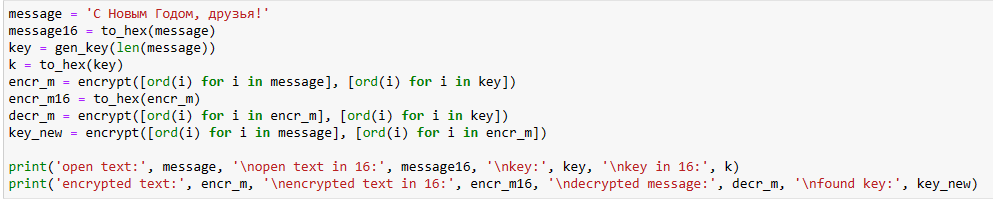 message = 'С Новым Годом, друзья!'
message16 = to_hex(message)
key = gen_key(len(message))
k = to_hex(key)
encr_m = encrypt([ord(i) for i in message], [ord(i) for i in key])
encr_m16 = to_hex(encr_m)
decr_m = encrypt([ord(i) for i in encr_m], [ord(i) for i in key])
key_new = encrypt([ord(i) for i in message], [ord(i) for i in encr_m])
print('open text:', message, '\nopen text in 16:', message16, '\nkey:', key, '\nkey in 16:', k)
print('encrypted text:', encr_m, '\nencrypted text in 16:', encr_m16, '\ndecrypted message:', decr_m, '\nfound key:', key_new)